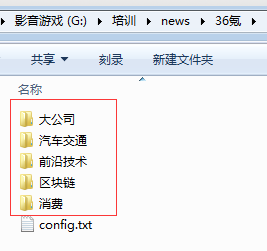 影音游戏 (G:) ▸ 培训 ▸ news ▸ 36氪 ▸
共享 刻录 新建文件夹
名称
大公司
汽车交通
前沿技术
区块链
消费
config.txt